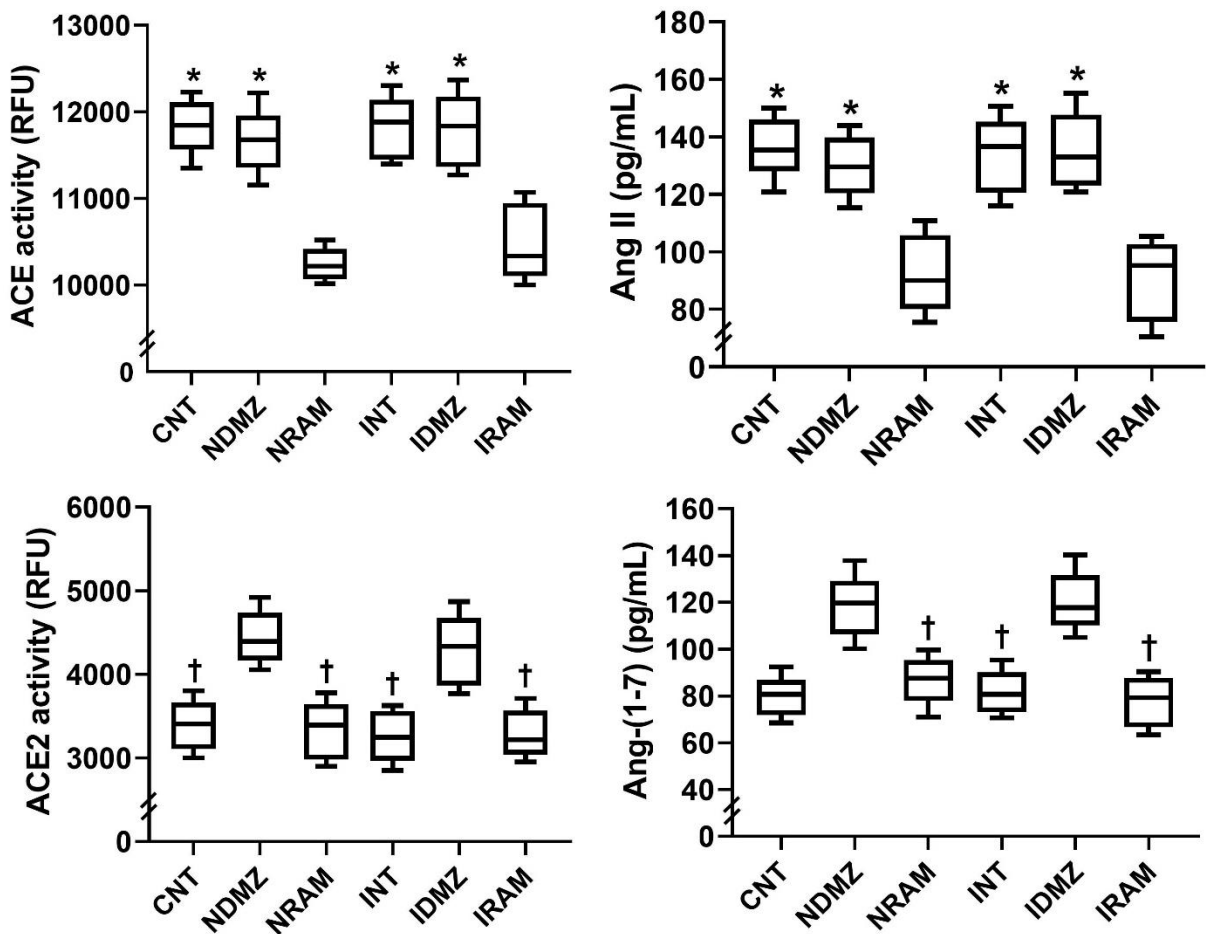 ACE activity (RFU)
13000
12000
11000
10000
0
* * * *
CNT NDMZ NRAM INT IDMZ IRAM
Ang II (pg/mL)
180
160
140
120
100
80
0
* * * *
CNT NDMZ NRAM INT IDMZ IRAM
ACE2 activity (RFU)
6000
5000
4000
3000
0
† † † †
CNT NDMZ NRAM INT IDMZ IRAM
Ang-(1-7) (pg/mL)
160
140
120
100
80
60
40
0
† † †
CNT NDMZ NRAM INT IDMZ IRAM